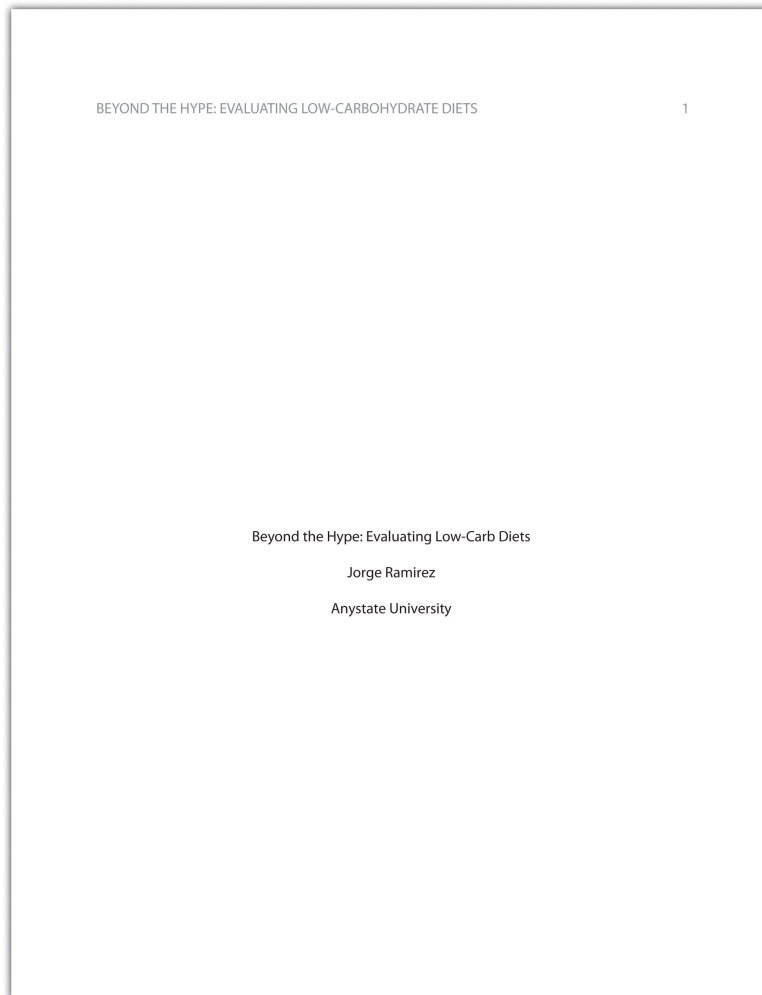 BEYOND THE HYPE: EVALUATING LOW-CARBOHYDRATE DIETS 1
Beyond the Hype: Evaluating Low-Carb Diets
Jorge Ramirez
Anystate University